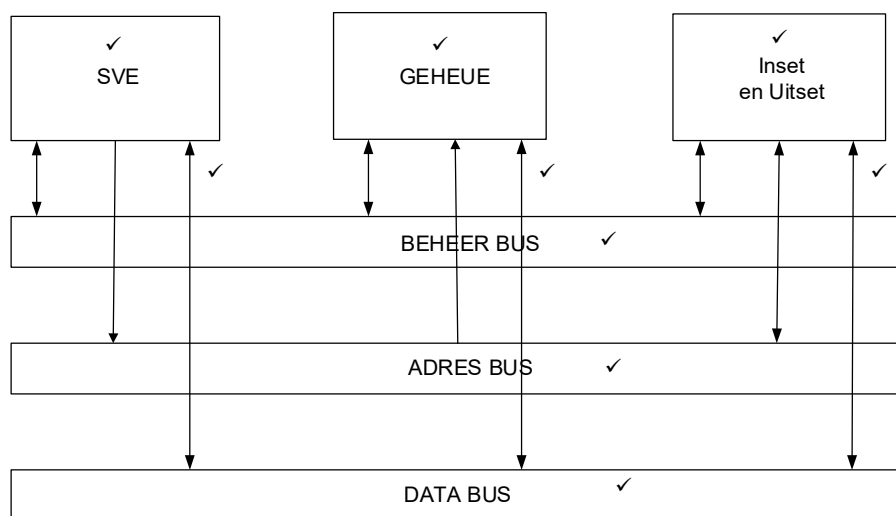 ✓
SVE
✓
GEHEUE
✓
Inset
en Uitset
✓
✓
✓
BEHEER BUS ✓
ADRES BUS ✓
DATA BUS ✓